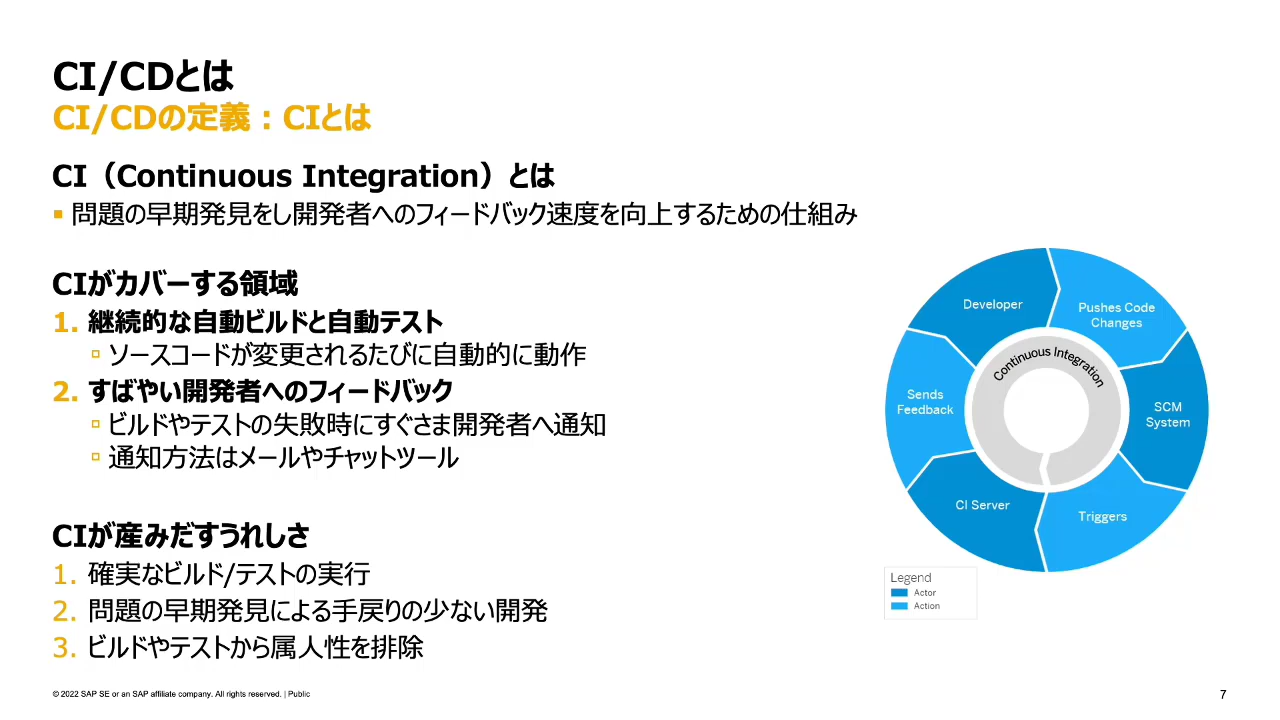 CI/CDとは
CI/CDの定義：CIとは
CI（Continuous Integration）とは
▪ 問題の早期発見をし開発者へのフィードバック速度を向上するための仕組み
CIがカバーする領域
1. 継続的な自動ビルドと自動テスト
▫ ソースコードが変更されるたびに自動的に動作
2. すばやい開発者へのフィードバック
▫ ビルドやテストの失敗時にすぐさま開発者へ通知
▫ 通知方法はメールやチャットツール
CIが産みだすうれしさ
1. 確実なビルド/テストの実行
2. 問題の早期発見による手戻りの少ない開発
3. ビルドやテストから属人性を排除
Developer
Pushes Code
Changes
SCM
System
Triggers
CI Server
Sends
Feedback
Continuous Integration
Legend
Actor
Action
© 2022 SAP SE or an SAP affiliate company. All rights reserved. | Public
7